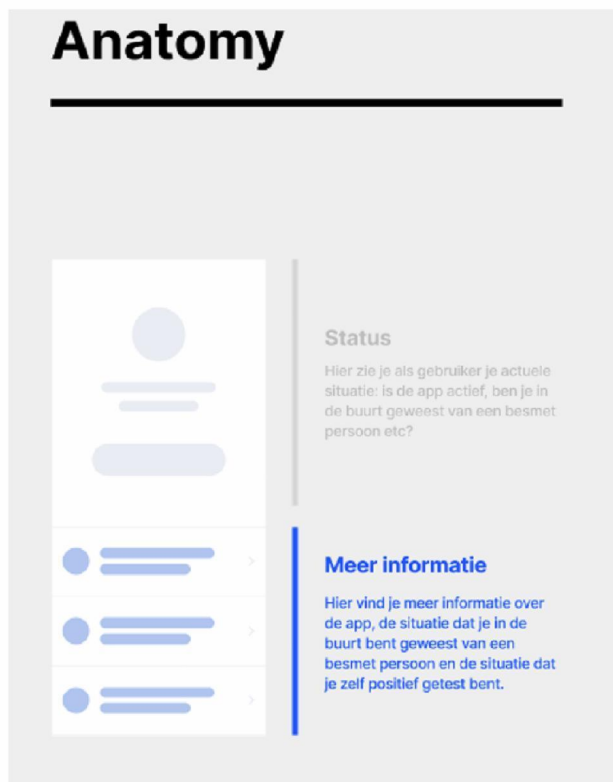 Anatomy
Status
Hier zie je als gebruiker je actuele
situatie: is de app actief, ben je in
de buurt geweest van een besmet
persoon etc?
Meer informatie
Hier vind je meer informatie over
de app, de situatie dat je in de
buurt bent geweest van een
besmet persoon en de situatie dat
je zelf positief getest bent.